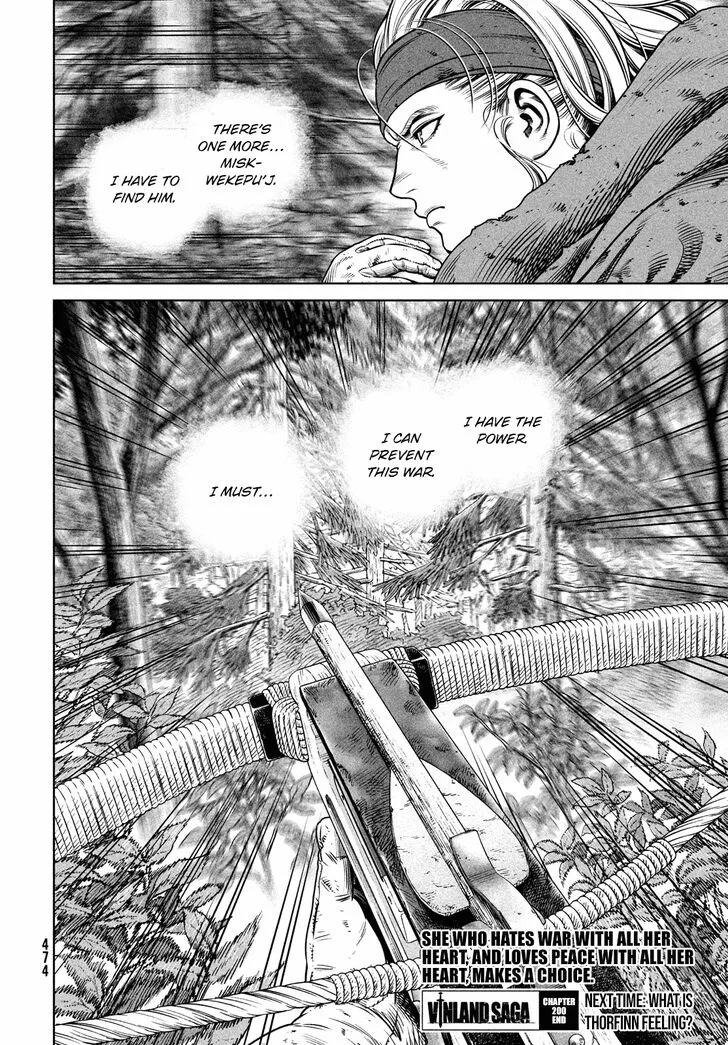 THERE'S
ONE MORE...
MISK-
WEKEPU'J.
I HAVE TO
FIND HIM.
I HAVE THE
POWER.
I CAN
PREVENT
THIS WAR.
I MUST...
474
SHE WHO HATES WAR WITH ALL HER
HEART, AND LOVES PEACE WITH ALL HER
HEART, MAKES A CHOICE.
VINLAND SAGA
CHAPTER
200
END
NEXT TIME: WHAT IS
THORFINN FEELING?